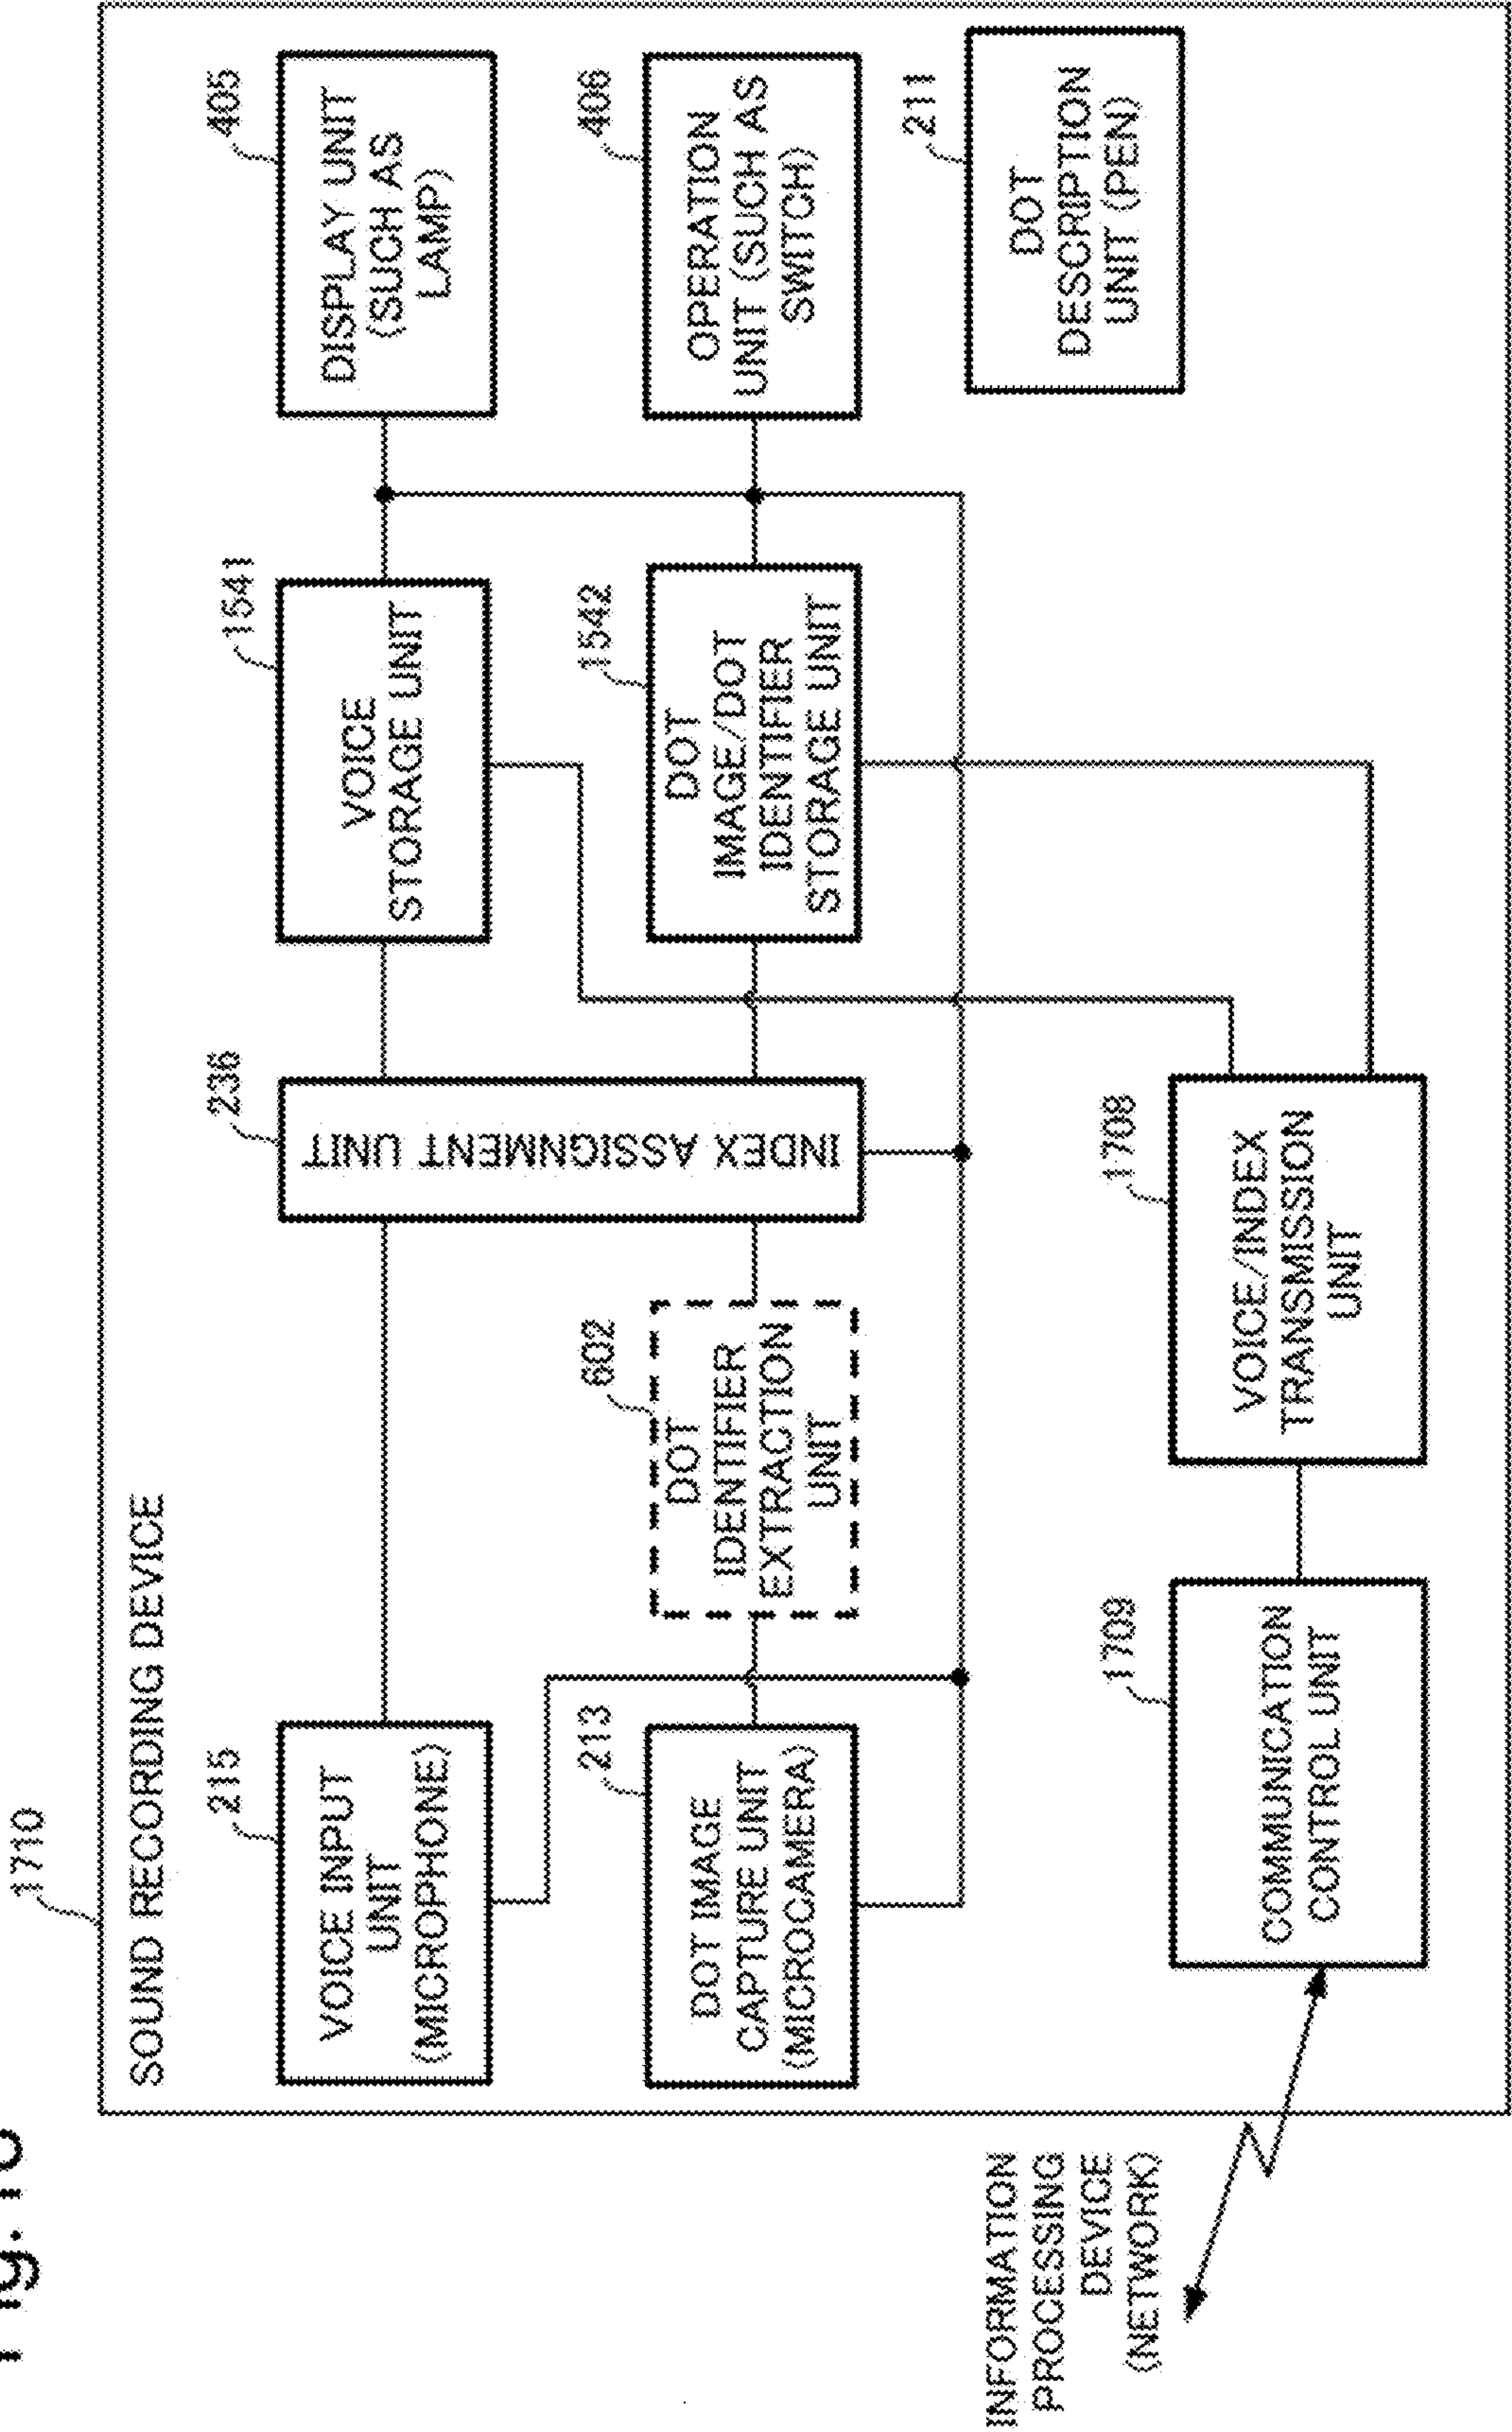 1710
SOUND RECORDING DEVICE
215
VOICE INPUT
UNIT
(MICROPHONE)
236
INDEX ASSIGNMENT UNIT
1541
VOICE
STORAGE UNIT
405
DISPLAY UNIT
(SUCH AS
LAMP)
213
DOT IMAGE
CAPTURE UNIT
(MICROCAMERA)
602
DOT
IDENTIFIER
EXTRACTION
UNIT
1542
DOT
IMAGE/DOT
IDENTIFIER
STORAGE UNIT
406
OPERATION
UNIT (SUCH AS
SWITCH)
211
DOT
DESCRIPTION
UNIT (PEN)
INFORMATION
PROCESSING
DEVICE
(NETWORK)
1709
COMMUNICATION
CONTROL UNIT
1708
VOICE/INDEX
TRANSMISSION
UNIT